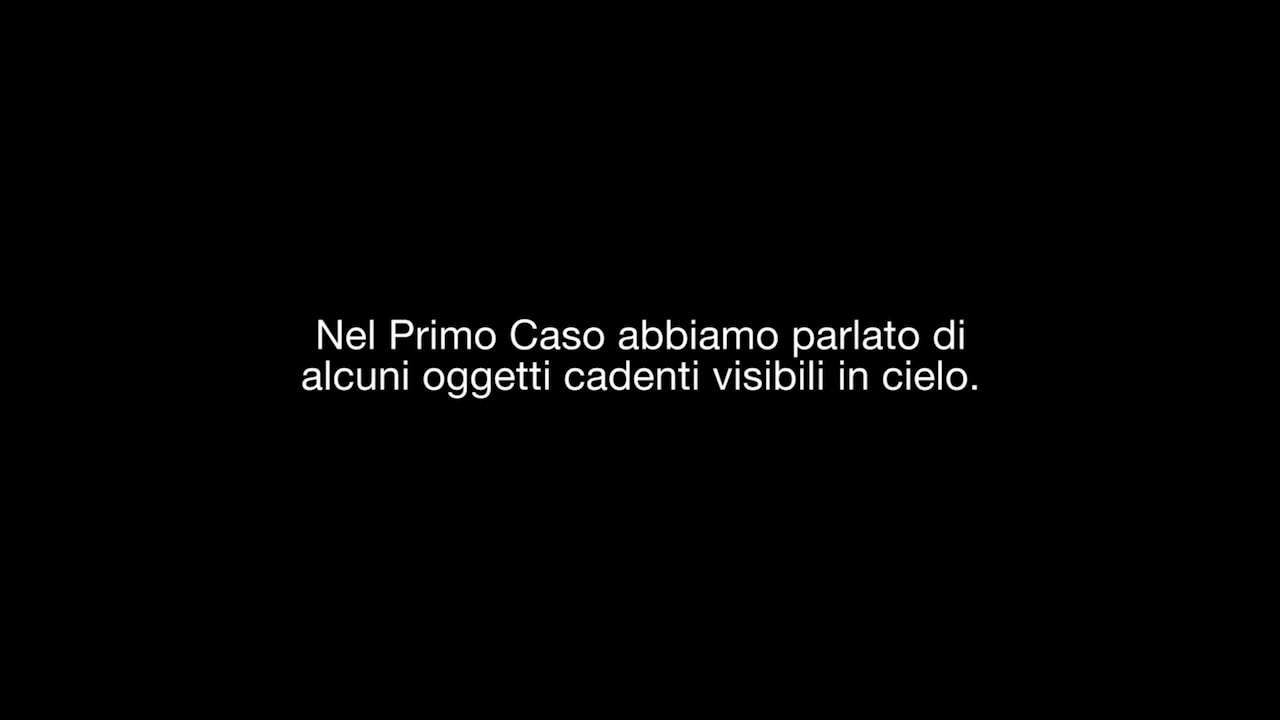 Nel Primo Caso abbiamo parlato di
alcuni oggetti cadenti visibili in cielo.